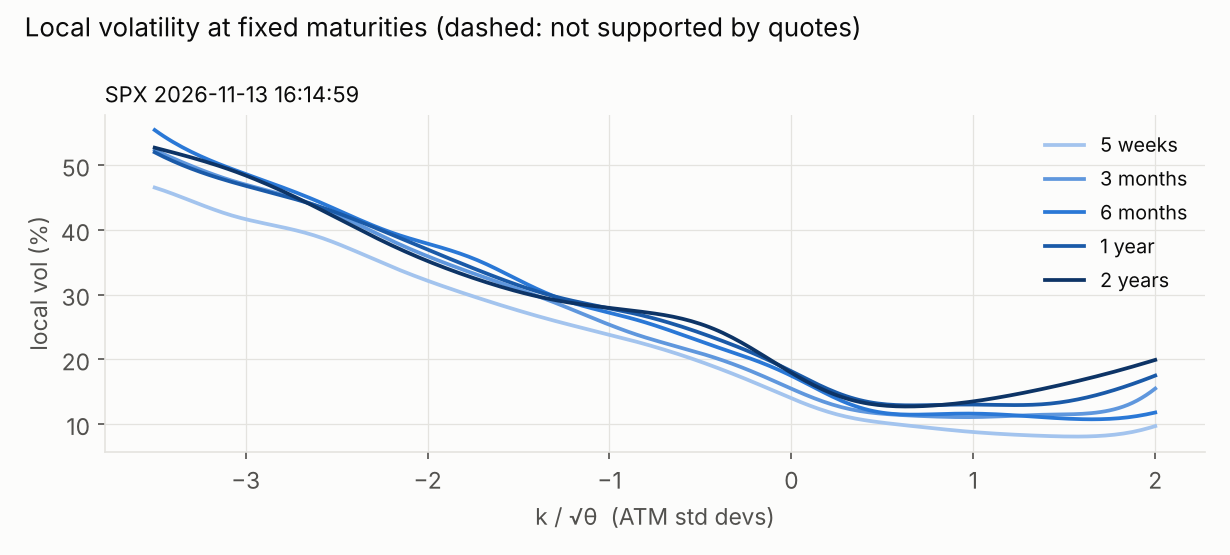 Local volatility at fixed maturities (dashed: not supported by quotes)
SPX 2026-11-13 16:14:59
5 weeks
3 months
6 months
1 year
2 years
local vol (%)
50
40
30
20
10
−3
−2
−1
0
1
2
k / √θ (ATM std devs)